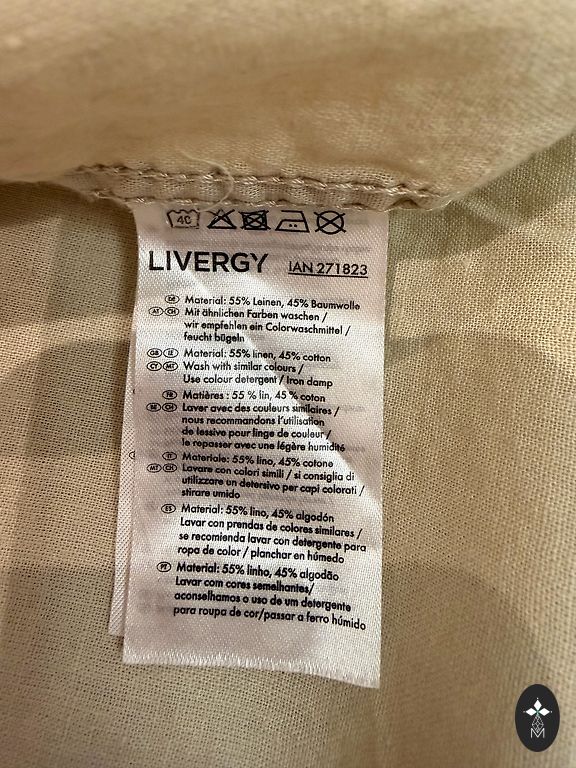 40
LIVERGY IAN 271823
DE Material: 55% Leinen, 45% Baumwolle
AT CH Mit ähnlichen Farben waschen /
wir empfehlen ein Colorwaschmittel /
feucht bügeln
GB IE Material: 55% linen, 45% cotton
CY MT Wash with similar colours /
Use colour detergent / Iron damp
FR Matières : 55 % lin, 45 % coton
BE CH Laver avec des couleurs similaires /
nous recommandons l'utilisation
de lessive pour linge de couleur /
le repasser avec une légère humidité
IT Materiale: 55% lino, 45% cotone
MT CH Lavare con colori simili / si consiglia di
utilizzare un detersivo per capi colorati /
stirare umido
ES Material: 55% lino, 45% algodón
Lavar con prendas de colores similares /
se recomienda lavar con detergente para
ropa de color / planchar en húmedo
PT Material: 55% linho, 45% algodão
Lavar com cores semelhantes/
aconselhamos o uso de um detergente
para roupa de cor/passar a ferro húmido